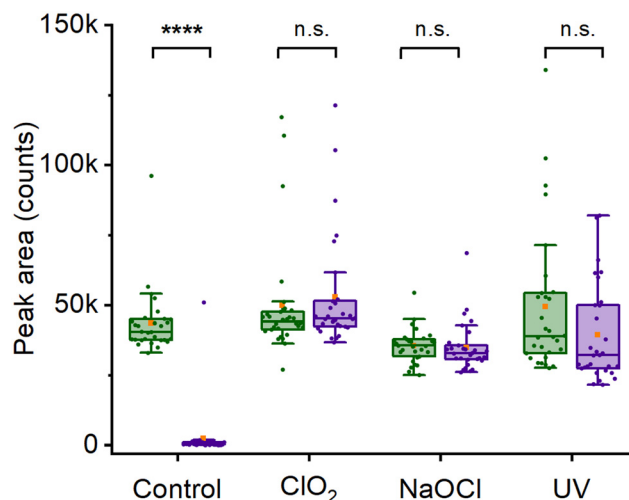 150k
100k
50k
0
Peak area (counts)
**** n.s. n.s. n.s.
Control ClO₂ NaOCl UV